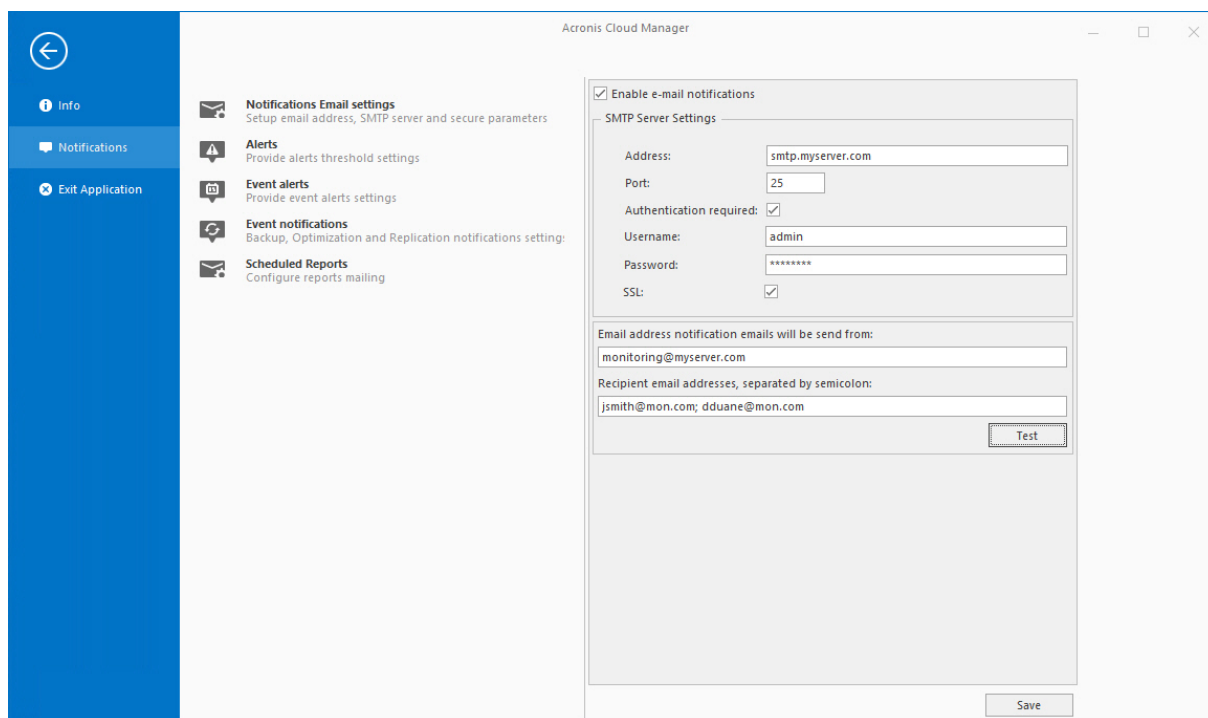 Acronis Cloud Manager
Info
Notifications
Exit Application
Notifications Email settings
Setup email address, SMTP server and secure parameters
Alerts
Provide alerts threshold settings
Event alerts
Provide event alerts settings
Event notifications
Backup, Optimization and Replication notifications setting
Scheduled Reports
Configure reports mailing
Enable e-mail notifications
SMTP Server Settings
Address: smtp.myserver.com
Port: 25
Authentication required:
Username: admin
Password: ********
SSL:
Email address notification emails will be send from:
monitoring@myserver.com
Recipient email addresses, separated by semicolon:
jsmith@mon.com; dduane@mon.com
Test
Save